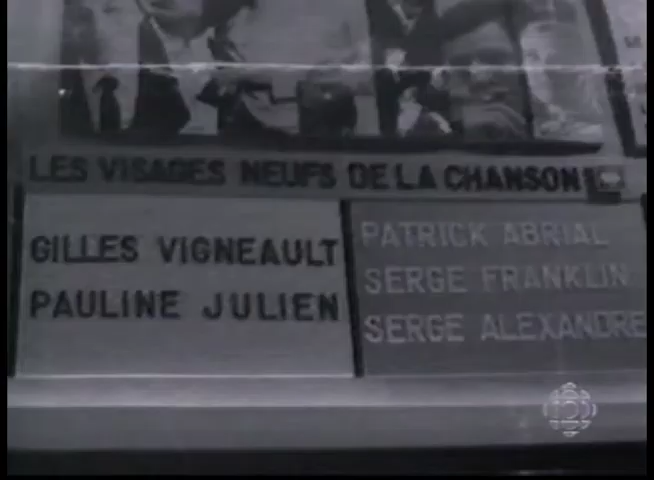 LES VISAGES NEUFS DE LA CHANSON
GILLES VIGNEAULT
PAULINE JULIEN
PATRICK ABRIAL
SERGE FRANKLIN
SERGE ALEXANDRE